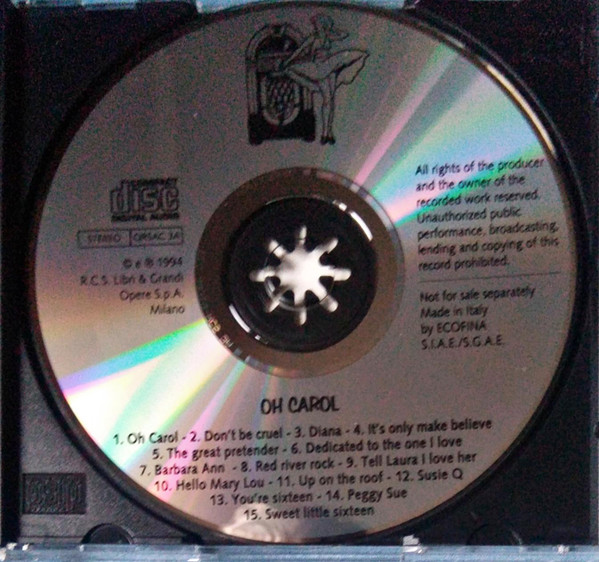 COMPACT
disc
DIGITAL AUDIO
STEREO
© e ℗ 1994
R.C.S. Libri & Grandi
Opere S.p.A.
Milano
All rights of the producer
and the owner of the
recorded work reserved.
Unauthorized public
performance, broadcasting,
lending and copying of this
record prohibited.
Not for sale separately
Made in Italy
by ECOFINA
S.I.A.E./S.G.A.E.
OH CAROL
1. Oh Carol - 2. Don't be cruel - 3. Diana - 4. It's only make believe
5. The great pretender - 6. Dedicated to the one I love
7. Barbara Ann - 8. Red river rock - 9. Tell Laura I love her
10. Hello Mary Lou - 11. Up on the roof - 12. Susie Q
13. You're sixteen - 14. Peggy Sue
15. Sweet little sixteen